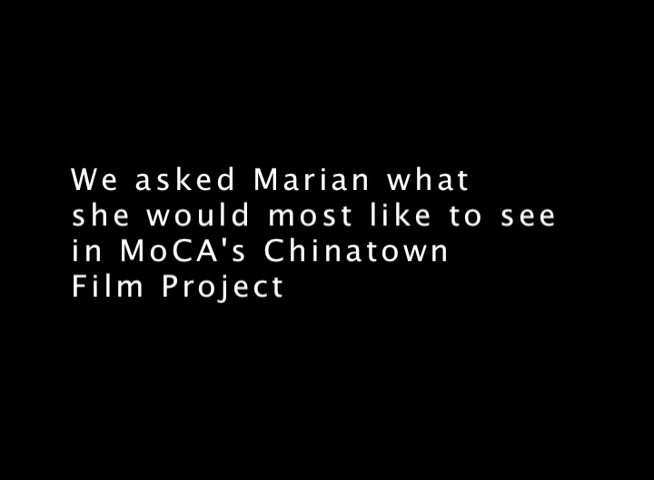 We asked Marian what
she would most like to see
in MoCA's Chinatown
Film Project